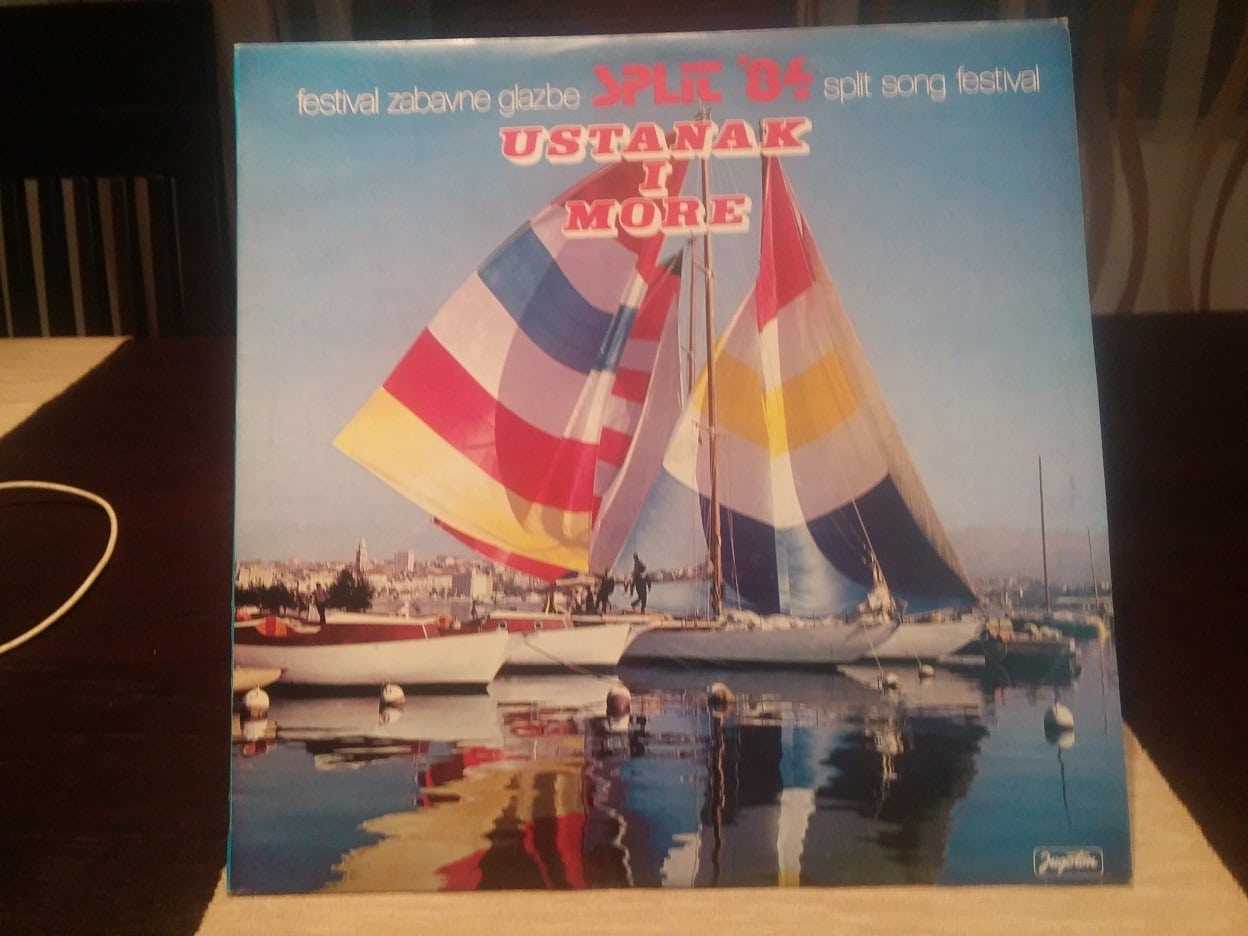 festival zabavne glazbe SPLIT '84 split song festival
USTANAK
I
MORE
Jugoton